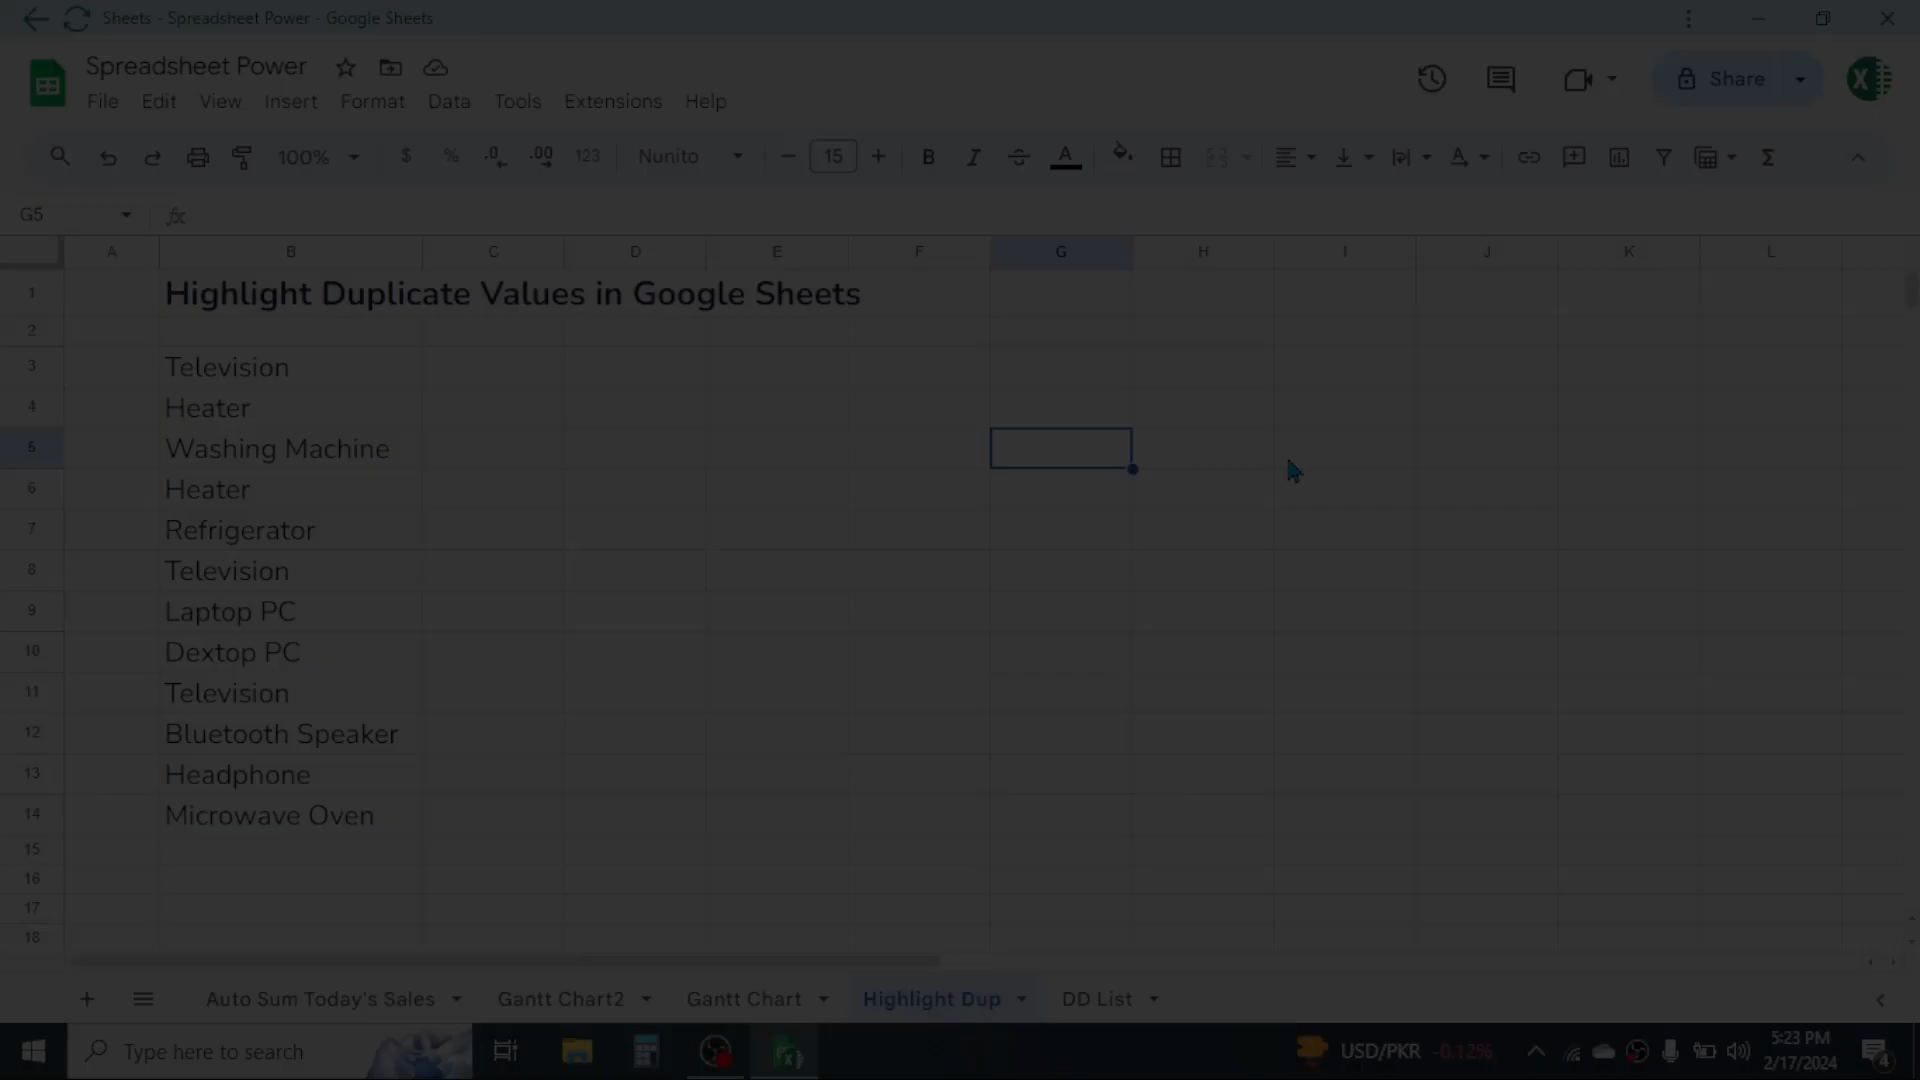 Sheets - Spreadsheet Power - Google Sheets
Spreadsheet Power
File Edit View Insert Format Data Tools Extensions Help
Share
100% $ % .0 .00 123 Nunito 15 B I A
G5 fx
A B C D E F G H I J K L
1 Highlight Duplicate Values in Google Sheets
2
3 Television
4 Heater
5 Washing Machine
6 Heater
7 Refrigerator
8 Television
9 Laptop PC
10 Dextop PC
11 Television
12 Bluetooth Speaker
13 Headphone
14 Microwave Oven
15
16
17
18
Auto Sum Today's Sales Gantt Chart2 Gantt Chart Highlight Dup DD List
Type here to search
USD/PKR -0.12%
5:23 PM
2/17/2024
4